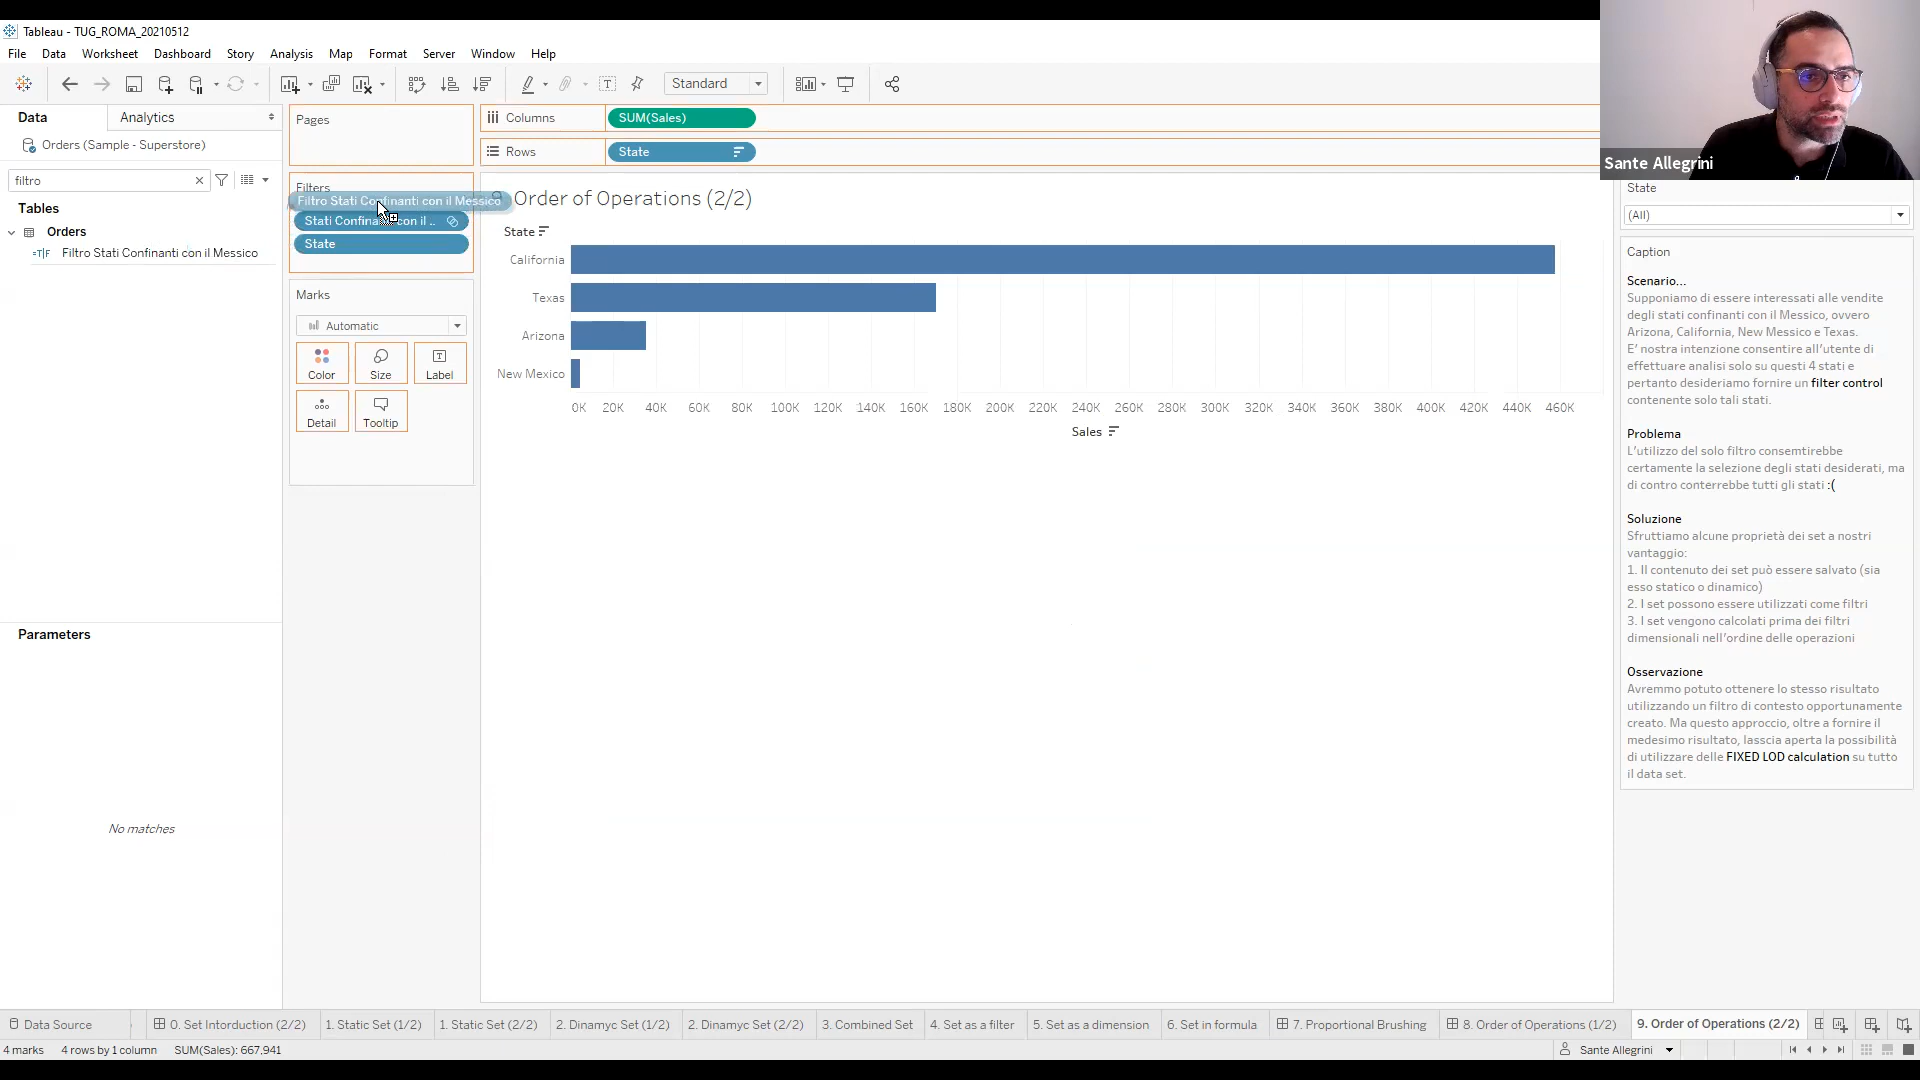 Tableau - TUG_ROMA_20210512
File Data Worksheet Dashboard Story Analysis Map Format Server Window Help
Standard
Data Analytics
Orders (Sample - Superstore)
filtro
Tables
Orders
=T|F Filtro Stati Confinanti con il Messico
Parameters
No matches
Pages
Filters
Filtro Stati Confinanti con il Messico
Stati Confinanti con il ..
State
Marks
Automatic
Color Size Label
Detail Tooltip
Columns SUM(Sales)
Rows State
Order of Operations (2/2)
State
California
Texas
Arizona
New Mexico
0K 20K 40K 60K 80K 100K 120K 140K 160K 180K 200K 220K 240K 260K 280K 300K 320K 340K 360K 380K 400K 420K 440K 460K
Sales
Sante Allegrini
State
(All)
Caption
Scenario...
Supponiamo di essere interessati alle vendite
degli stati confinanti con il Messico, ovvero
Arizona, California, New Messico e Texas.
E' nostra intenzione consentire all'utente di
effettuare analisi solo su questi 4 stati e
pertanto desideriamo fornire un filter control
contenente solo tali stati.
Problema
L'utilizzo del solo filtro consemtirebbe
certamente la selezione degli stati desiderati, ma
di contro conterrebbe tutti gli stati :(
Soluzione
Sfruttiamo alcune proprietà dei set a nostri
vantaggio:
1. Il contenuto dei set può essere salvato (sia
esso statico o dinamico)
2. I set possono essere utilizzati come filtri
3. I set vengono calcolati prima dei filtri
dimensionali nell'ordine delle operazioni
Osservazione
Avremmo potuto ottenere lo stesso risultato
utilizzando un filtro di contesto opportunamente
creato. Ma questo approccio, oltre a fornire il
medesimo risultato, lasscia aperta la possibilità
di utilizzare delle FIXED LOD calculation su tutto
il data set.
Data Source 0. Set Intorduction (2/2) 1. Static Set (1/2) 1. Static Set (2/2) 2. Dinamyc Set (1/2) 2. Dinamyc Set (2/2) 3. Combined Set 4. Set as a filter 5. Set as a dimension 6. Set in formula 7. Proportional Brushing 8. Order of Operations (1/2) 9. Order of Operations (2/2)
4 marks 4 rows by 1 column SUM(Sales): 667,941 Sante Allegrini